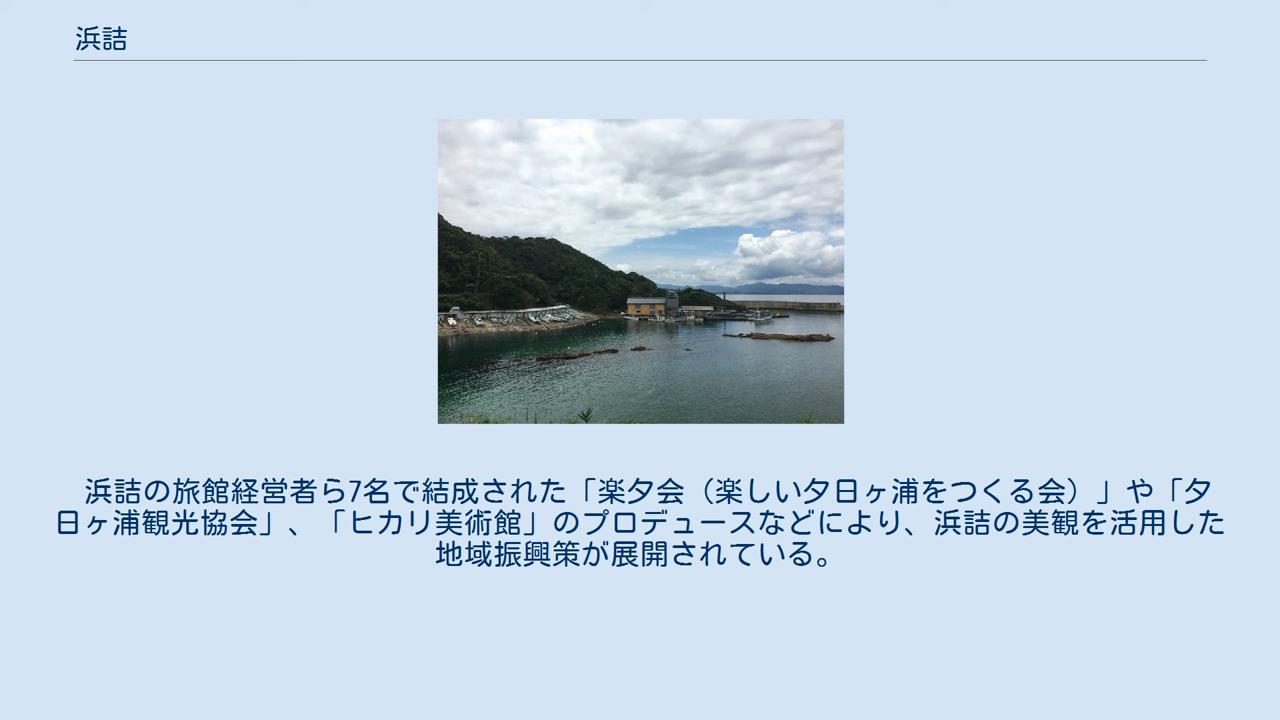 浜詰
浜詰の旅館経営者ら7名で結成された「楽夕会（楽しい夕日ヶ浦をつくる会）」や「夕
日ヶ浦観光協会」、「ヒカリ美術館」のプロデュースなどにより、浜詰の美観を活用した
地域振興策が展開されている。